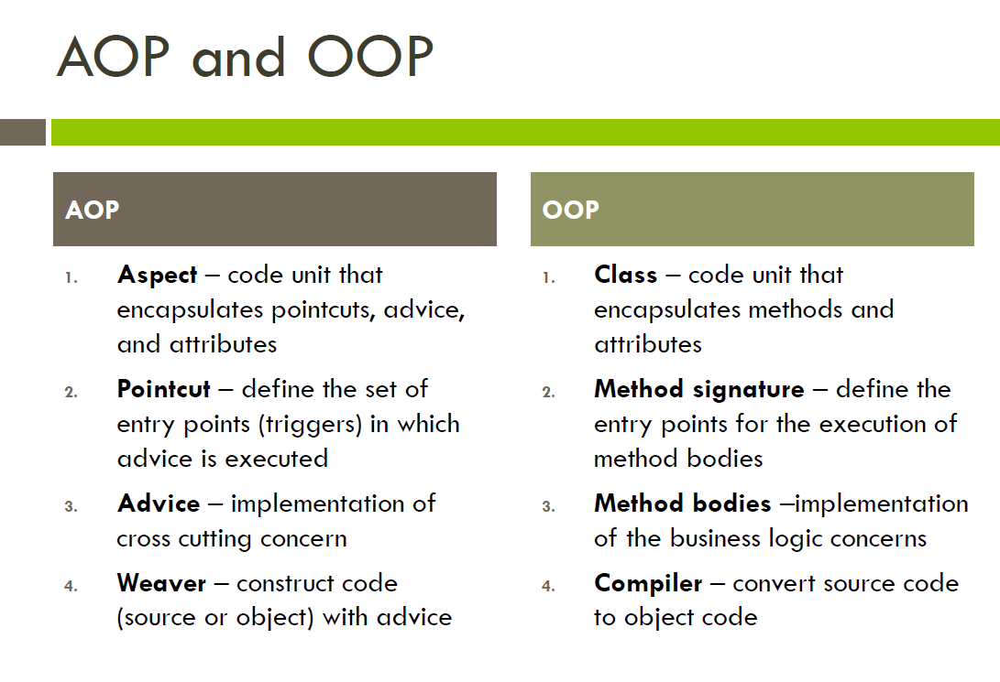 AOP and OOP
AOP
1. Aspect – code unit that
encapsulates pointcuts, advice,
and attributes
2. Pointcut – define the set of
entry points (triggers) in which
advice is executed
3. Advice – implementation of
cross cutting concern
4. Weaver – construct code
(source or object) with advice
OOP
1. Class – code unit that
encapsulates methods and
attributes
2. Method signature – define the
entry points for the execution of
method bodies
3. Method bodies –implementation
of the business logic concerns
4. Compiler – convert source code
to object code